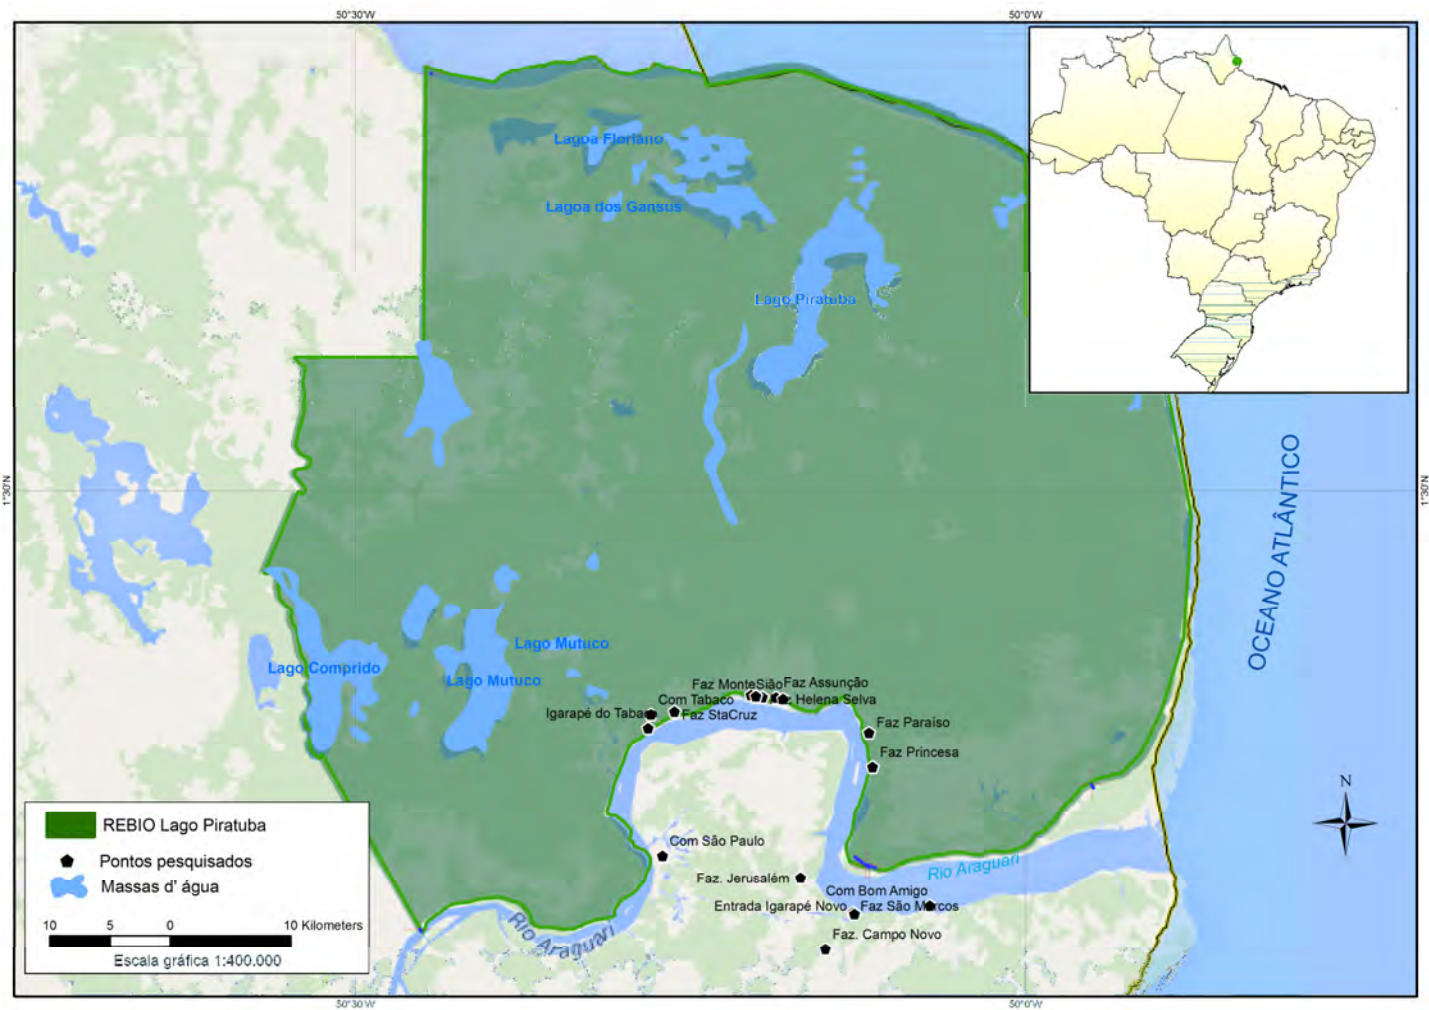 50°30'W
50°0'W
Lagoa Floriano
Lagoa dos Gansos
Lago Piratuba
1°30'N
1°30'N
OCEANO ATLÂNTICO
Lago Mutuco
Lago Comprido
Lago Mutuco
Faz MonteSião
Faz Assunção
Com Tabaco
Helena Selva
Igarapé do Tabac
Faz StaCruz
Faz Paraíso
Faz Princesa
N
REBIO Lago Piratuba
Pontos pesquisados
Massas d' água
10 5 0 10 Kilometers
Escala gráfica 1:400.000
Com São Paulo
Faz. Jerusalém
Rio Araguari
Com Bom Amigo
Entrada Igarapé Novo
Faz São Marcos
Rio Araguari
Faz. Campo Novo
50°30'W
50°0'W